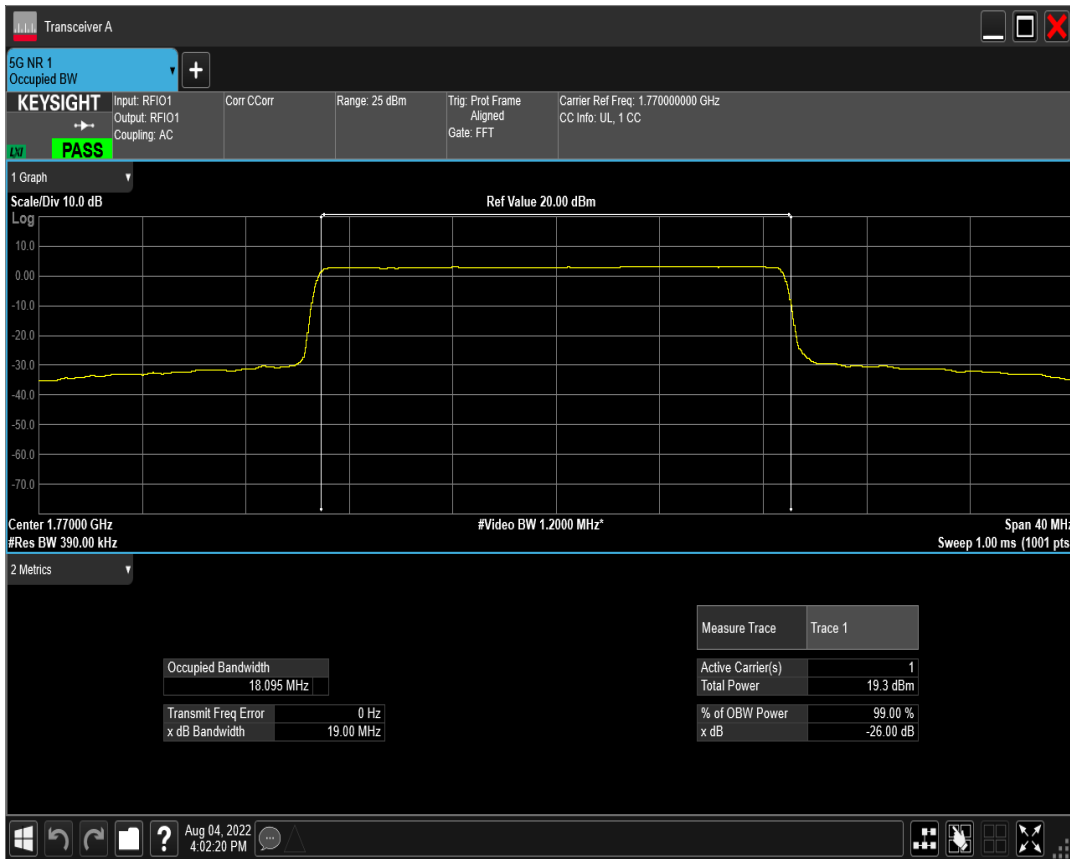 Transceiver A
5G NR 1
Occupied BW
KEYSIGHT
LXI
PASS
Input: RFIO1
Output: RFIO1
Coupling: AC
Corr CCorr
Range: 25 dBm
Trig: Prot Frame
Aligned
Gate: FFT
Carrier Ref Freq: 1.770000000 GHz
CC Info: UL, 1 CC
1 Graph
Scale/Div 10.0 dB
Ref Value 20.00 dBm
Log
10.0
0.00
-10.0
-20.0
-30.0
-40.0
-50.0
-60.0
-70.0
Center 1.77000 GHz
#Video BW 1.2000 MHz*
Span 40 MHz
#Res BW 390.00 kHz
Sweep 1.00 ms (1001 pts
2 Metrics
Measure Trace Trace 1
Occupied Bandwidth
18.095 MHz
Active Carrier(s) 1
Total Power 19.3 dBm
Transmit Freq Error 0 Hz
x dB Bandwidth 19.00 MHz
% of OBW Power 99.00 %
x dB -26.00 dB
?
Aug 04, 2022
4:02:20 PM